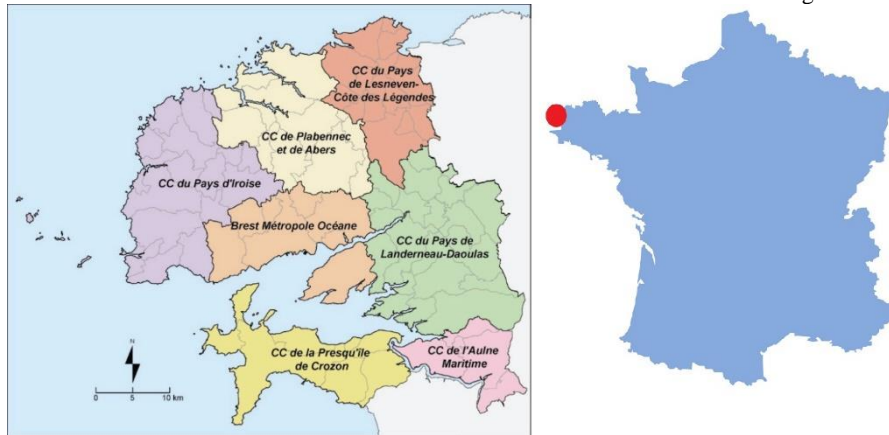 CC du Pays
de Lesneven-
Côte des Légendes
CC de Plabennec
et de Abers
CC du Pays d'Iroise
Brest Métropole Océane
CC du Pays de
Landerneau-Daoulas
CC de la Presqu'île
de Crozon
CC de l'Aulne
Maritime
N
0 5 10 km